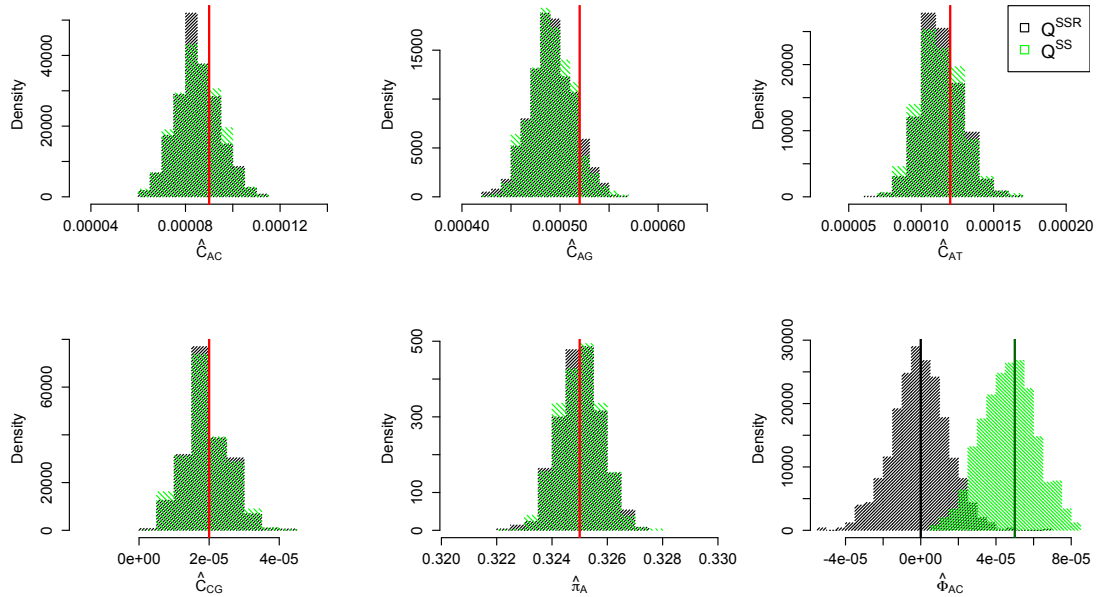 Density
0 20000 40000
0.00004 0.00008 0.00012
Ĉ_AC
Density
0 5000 15000
0.00040 0.00050 0.00060
Ĉ_AG
Density
0 10000 20000
0.00005 0.00010 0.00015 0.00020
Ĉ_AT
Q^SSR
Q^SS
Density
0 20000 60000
0e+00 2e-05 4e-05
Ĉ_CG
Density
0 100 300 500
0.320 0.322 0.324 0.326 0.328 0.330
π̂_A
Density
0 10000 20000 30000
-4e-05 0e+00 4e-05 8e-05
Φ̂_AC